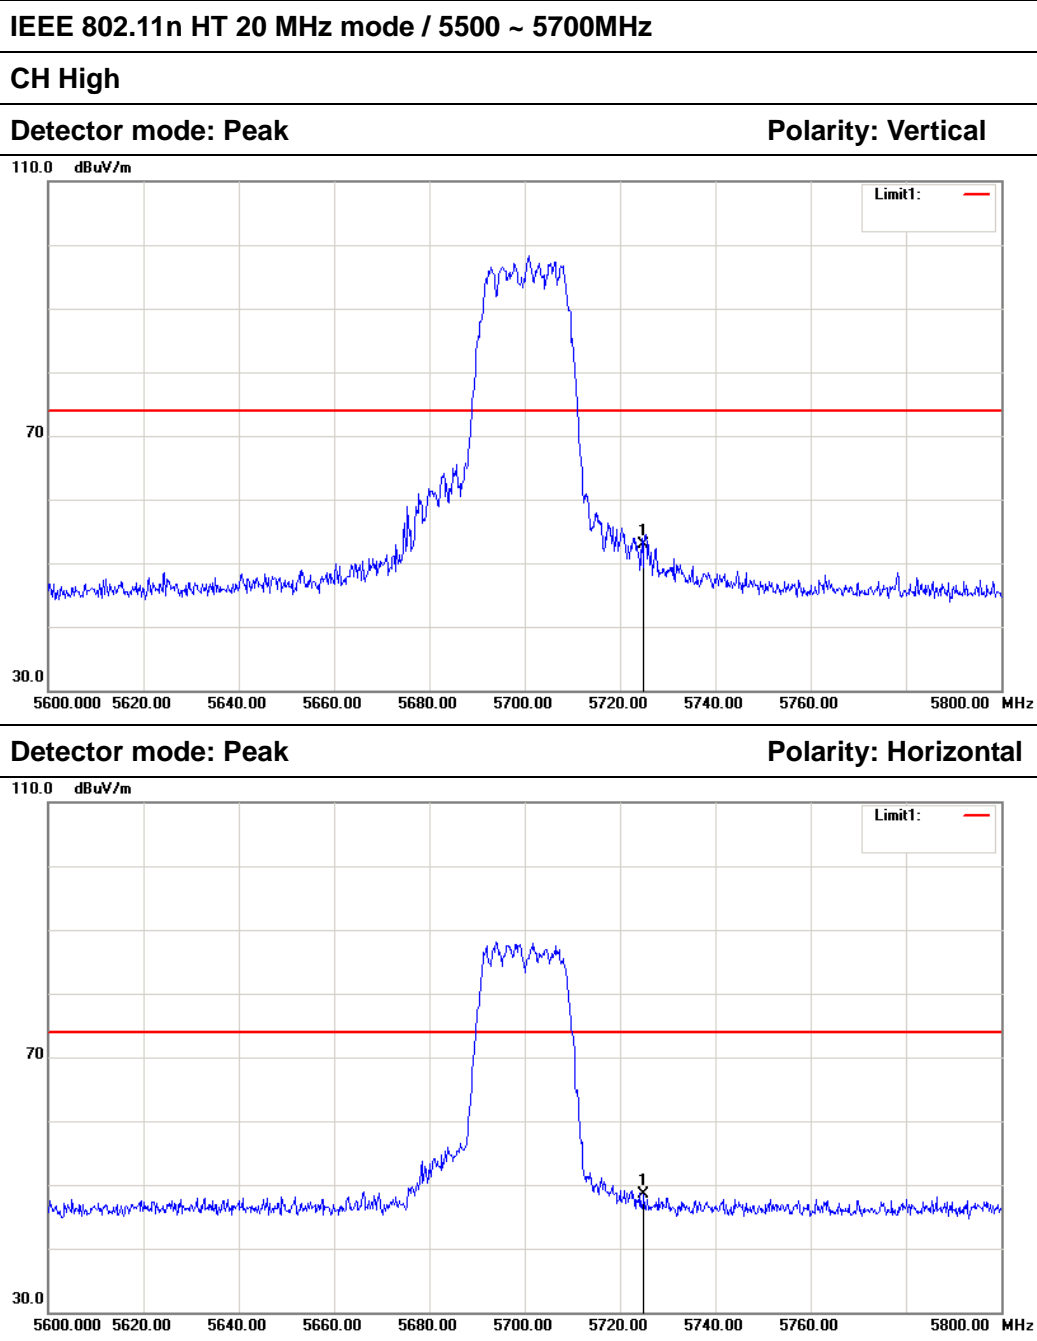 IEEE 802.11n HT 20 MHz mode / 5500 ~ 5700MHz
CH High
Detector mode: Peak Polarity: Vertical
110.0 dBuV/m
Limit1:
70
1
30.0
5600.000 5620.00 5640.00 5660.00 5680.00 5700.00 5720.00 5740.00 5760.00 5800.00 MHz
Detector mode: Peak Polarity: Horizontal
110.0 dBuV/m
Limit1:
70
1
30.0
5600.000 5620.00 5640.00 5660.00 5680.00 5700.00 5720.00 5740.00 5760.00 5800.00 MHz